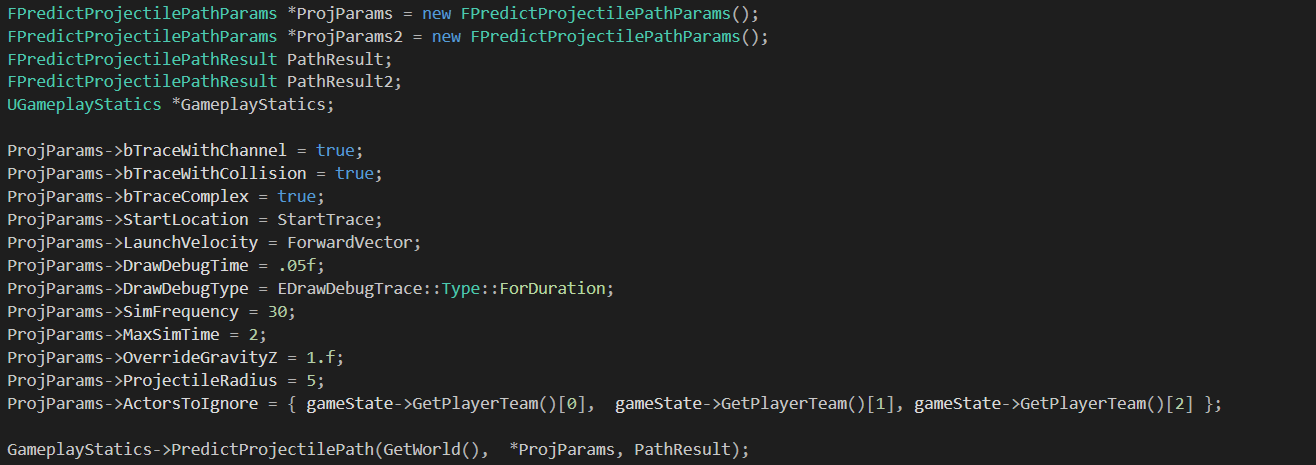 FPredictProjectilePathParams *ProjParams = new FPredictProjectilePathParams();
FPredictProjectilePathParams *ProjParams2 = new FPredictProjectilePathParams();
FPredictProjectilePathResult PathResult;
FPredictProjectilePathResult PathResult2;
UGameplayStatics *GameplayStatics;

ProjParams->bTraceWithChannel = true;
ProjParams->bTraceWithCollision = true;
ProjParams->bTraceComplex = true;
ProjParams->StartLocation = StartTrace;
ProjParams->LaunchVelocity = ForwardVector;
ProjParams->DrawDebugTime = .05f;
ProjParams->DrawDebugType = EDrawDebugTrace::Type::ForDuration;
ProjParams->SimFrequency = 30;
ProjParams->MaxSimTime = 2;
ProjParams->OverrideGravityZ = 1.f;
ProjParams->ProjectileRadius = 5;
ProjParams->ActorsToIgnore = { gameState->GetPlayerTeam()[0],  gameState->GetPlayerTeam()[1], gameState->GetPlayerTeam()[2] };

GameplayStatics->PredictProjectilePath(GetWorld(),  *ProjParams, PathResult);